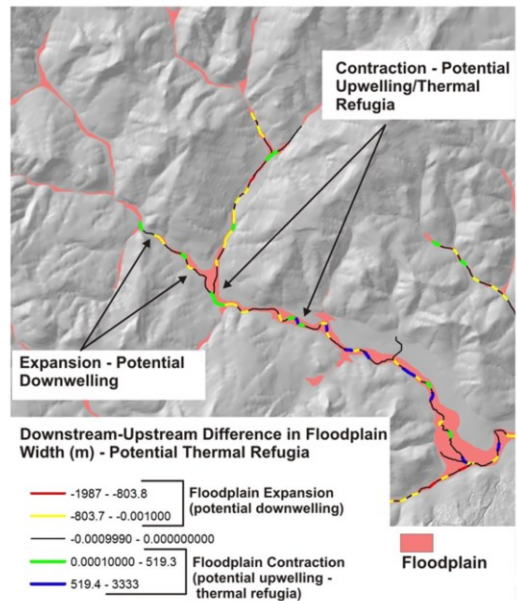 Contraction - Potential
Upwelling/Thermal
Refugia
Expansion - Potential
Downwelling
Downstream-Upstream Difference in Floodplain
Width (m) - Potential Thermal Refugia
-1987 - -803.8
-803.7 - -0.001000
Floodplain Expansion
(potential downwelling)
-0.0009990 - 0.000000000
0.00010000 - 519.3
519.4 - 3333
Floodplain Contraction
(potential upwelling -
thermal refugia)
Floodplain